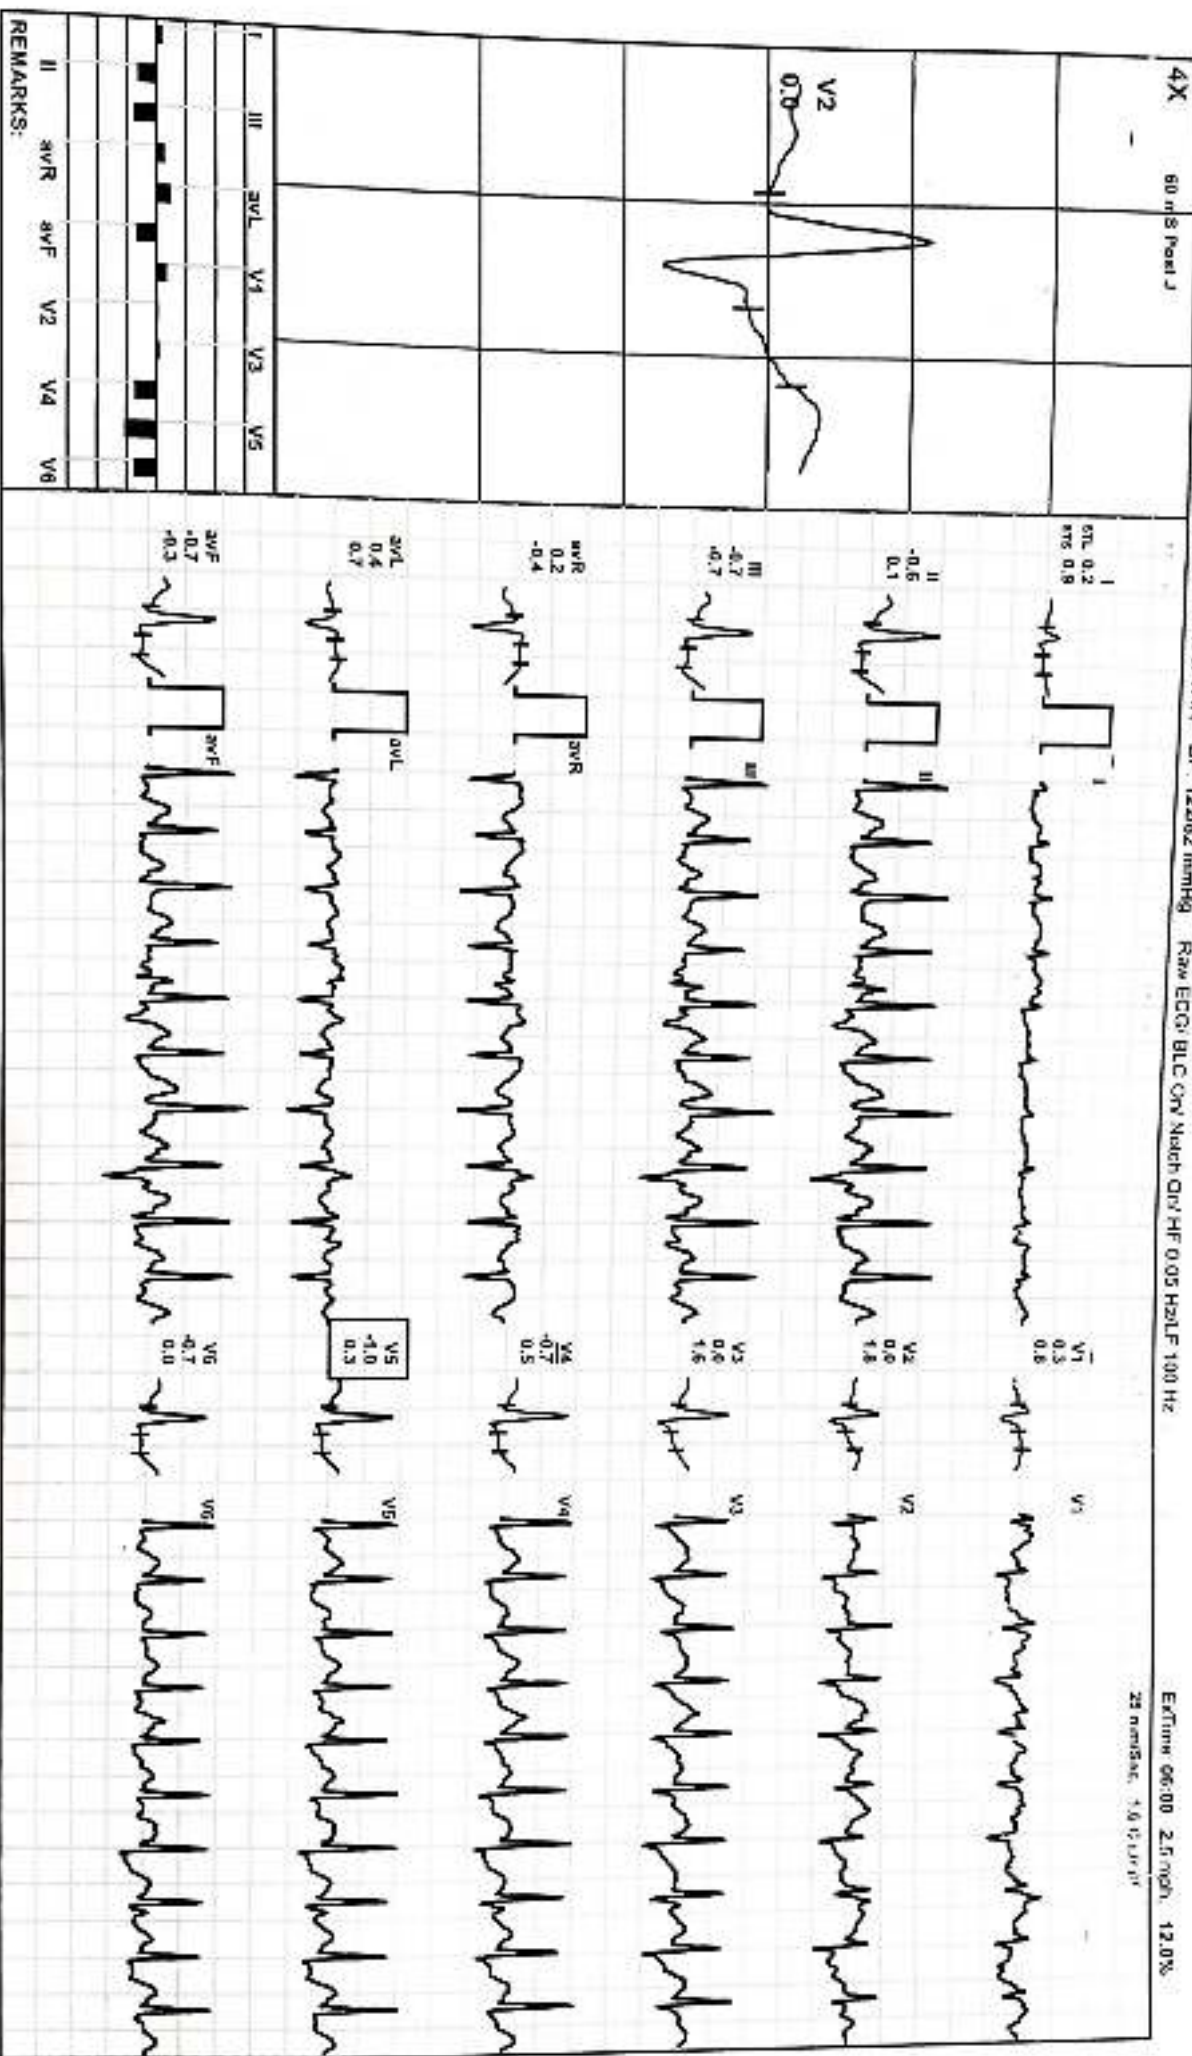 122/82 mmHg Raw ECG/ BLC On/ Notch On/ HF 0.05 Hz/LF 100 Hz
ExTime 06:00 2.5 mph, 12.0%
25 mm/Sec.
4X 60 mS Post J
V2
0.0
I
STL 0.2
STS 0.9
II
-0.6
0.1
III
-0.7
-0.7
avR
0.2
-0.4
avL
0.4
0.7
avF
-0.7
-0.3
I
II
III
avR
avL
avF
V1
0.3
0.8
V2
0.0
1.8
V3
0.0
1.6
V4
-0.7
0.5
V5
-1.0
0.3
V6
-0.7
0.0
V1
V2
V3
V4
V5
V6
I III avL V1 V3 V5
II avR avF V2 V4 V6
REMARKS: